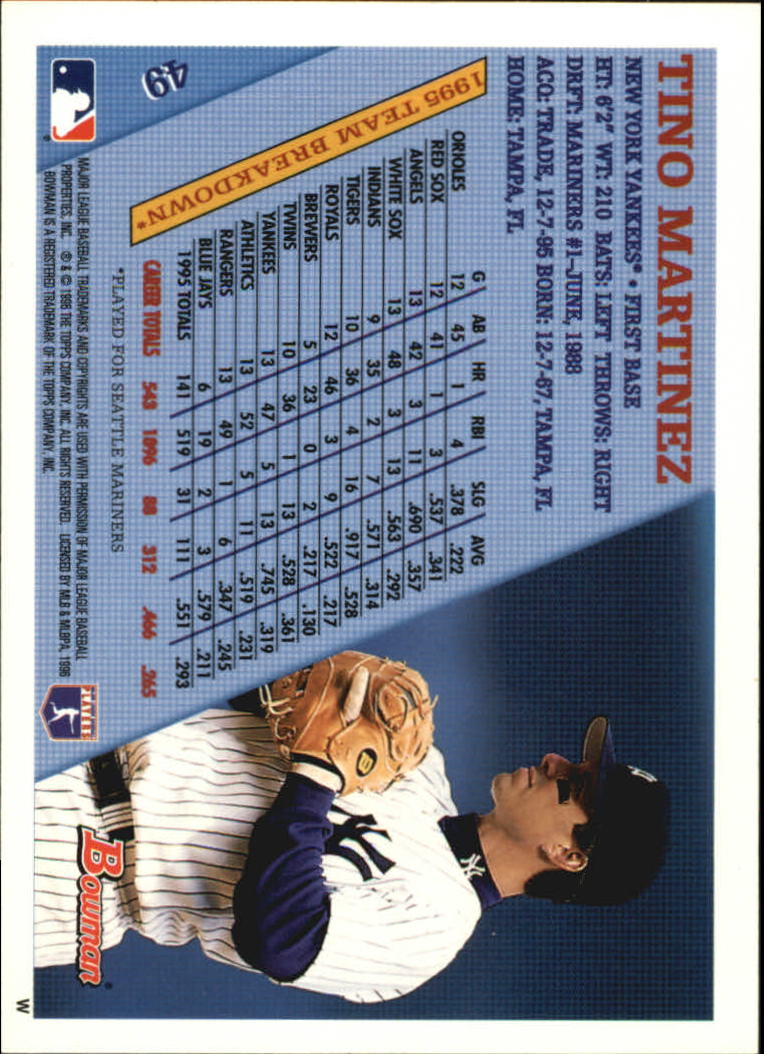 TINO MARTINEZ
NEW YORK YANKEES® • FIRST BASE
HT: 6'2" WT: 210 BATS: LEFT THROWS: RIGHT
DRFT: MARINERS #1–JUNE, 1988
ACQ: TRADE, 12-7-95 BORN: 12-7-67, TAMPA, FL
HOME: TAMPA, FL
1995 TEAM BREAKDOWN*
G AB HR RBI SLG AVG
ORIOLES 12 45 1 4 .378 .222
RED SOX 12 41 1 3 .537 .341
ANGELS 13 42 3 11 .690 .357
WHITE SOX 13 48 3 13 .563 .292
INDIANS 9 35 2 7 .571 .314
TIGERS 10 36 4 16 .917 .528
ROYALS 12 46 3 9 .522 .217
BREWERS 5 23 0 2 .217 .130
TWINS 10 36 1 13 .528 .361
YANKEES 13 47 5 13 .745 .319
ATHLETICS 13 52 5 11 .519 .231
RANGERS 13 49 1 6 .347 .245
BLUE JAYS 6 19 2 3 .579 .211
1995 TOTALS 141 519 31 111 .551 .293
CAREER TOTALS 543 1896 88 312 .466 .265
*PLAYED FOR SEATTLE MARINERS
49
MAJOR LEAGUE BASEBALL TRADEMARKS AND COPYRIGHTS ARE USED WITH PERMISSION OF MAJOR LEAGUE BASEBALL
PROPERTIES, INC. ® & © 1996 THE TOPPS COMPANY, INC. ALL RIGHTS RESERVED. LICENSED BY MLB & MLBPA, 1996
BOWMAN IS A REGISTERED TRADEMARK OF THE TOPPS COMPANY, INC.
PLAYERS
NY
NY
Bowman®
W